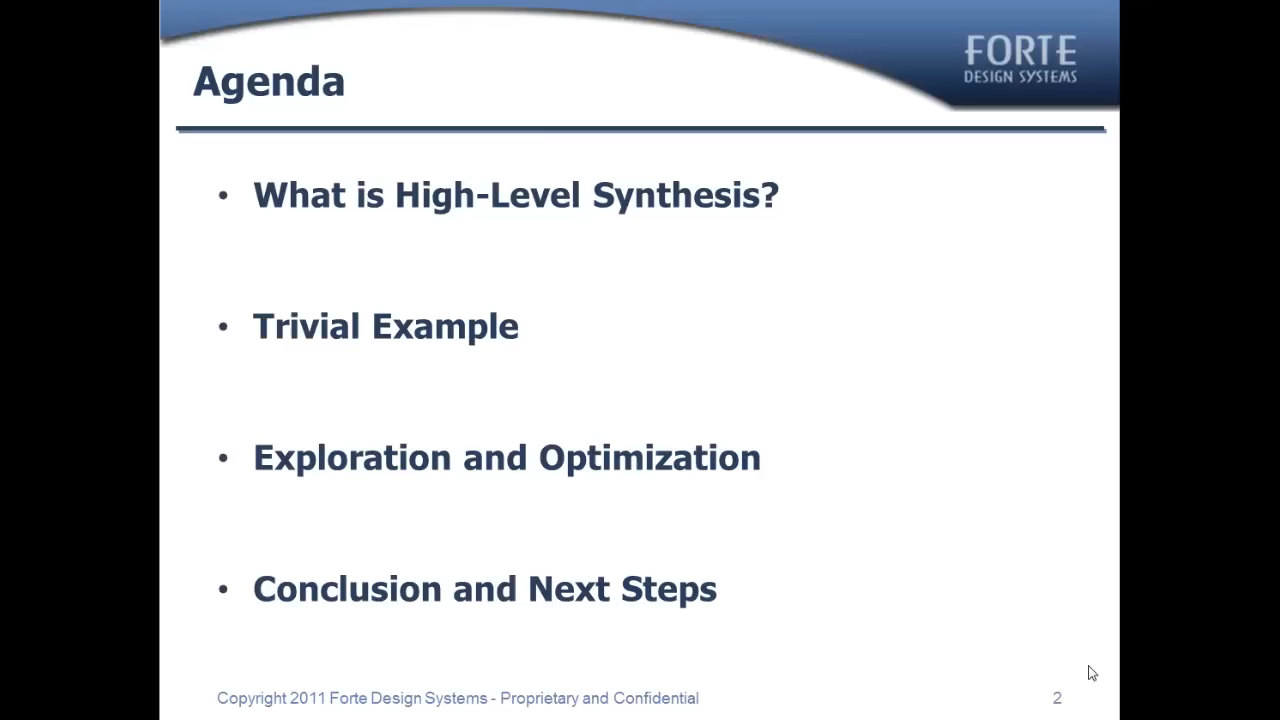 FORTE
DESIGN SYSTEMS
Agenda
• What is High-Level Synthesis?
• Trivial Example
• Exploration and Optimization
• Conclusion and Next Steps
Copyright 2011 Forte Design Systems - Proprietary and Confidential
2